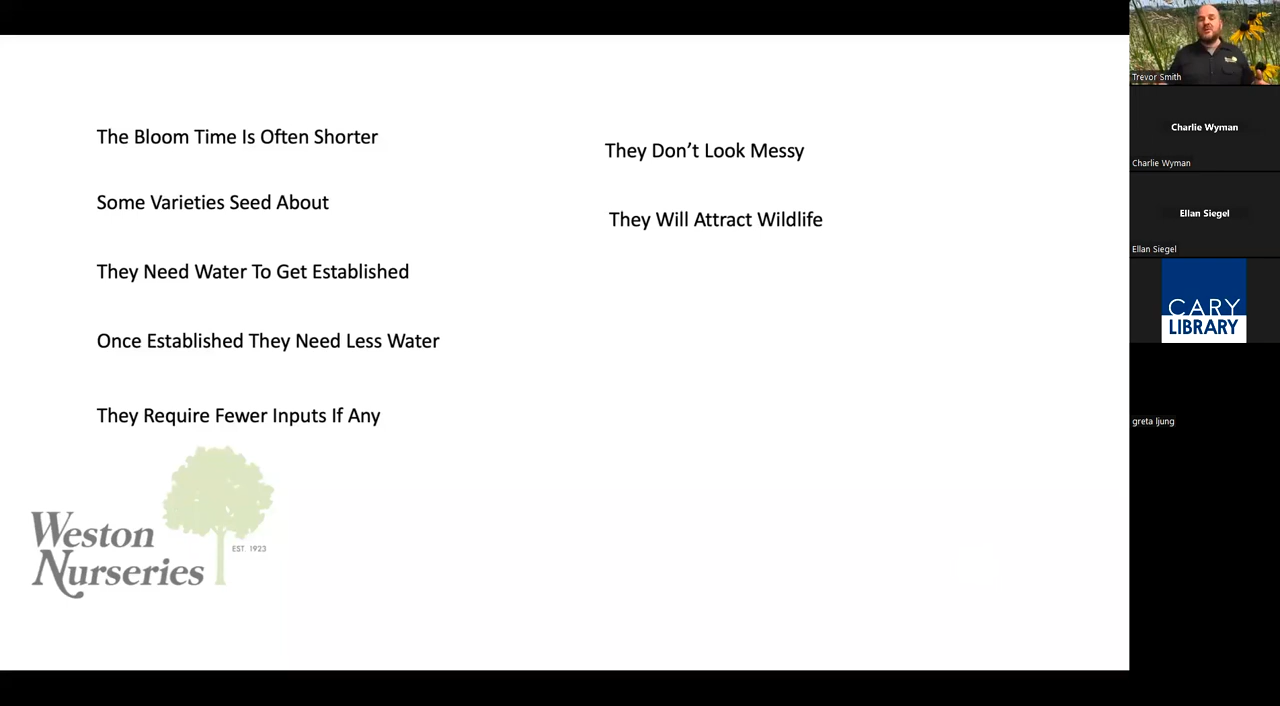 The Bloom Time Is Often Shorter
Some Varieties Seed About
They Need Water To Get Established
Once Established They Need Less Water
They Require Fewer Inputs If Any
They Don’t Look Messy
They Will Attract Wildlife
Weston
Nurseries
EST. 1923
Trevor Smith
Charlie Wyman
Charlie Wyman
Ellan Siegel
Ellan Siegel
CARY
LIBRARY
greta ljung